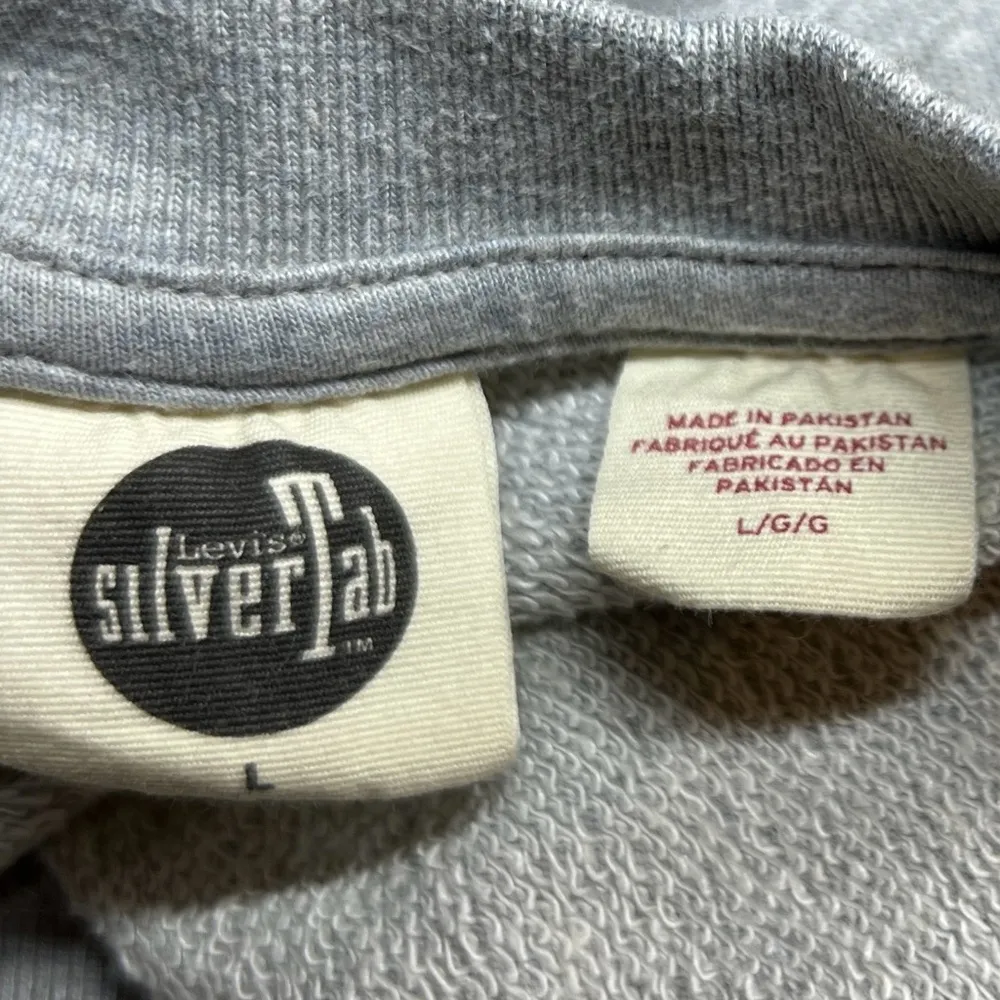 Levi's®
silverTab
TM
L
MADE IN PAKISTAN
FABRIQUÉ AU PAKISTAN
FABRICADO EN
PAKISTÁN
L/G/G